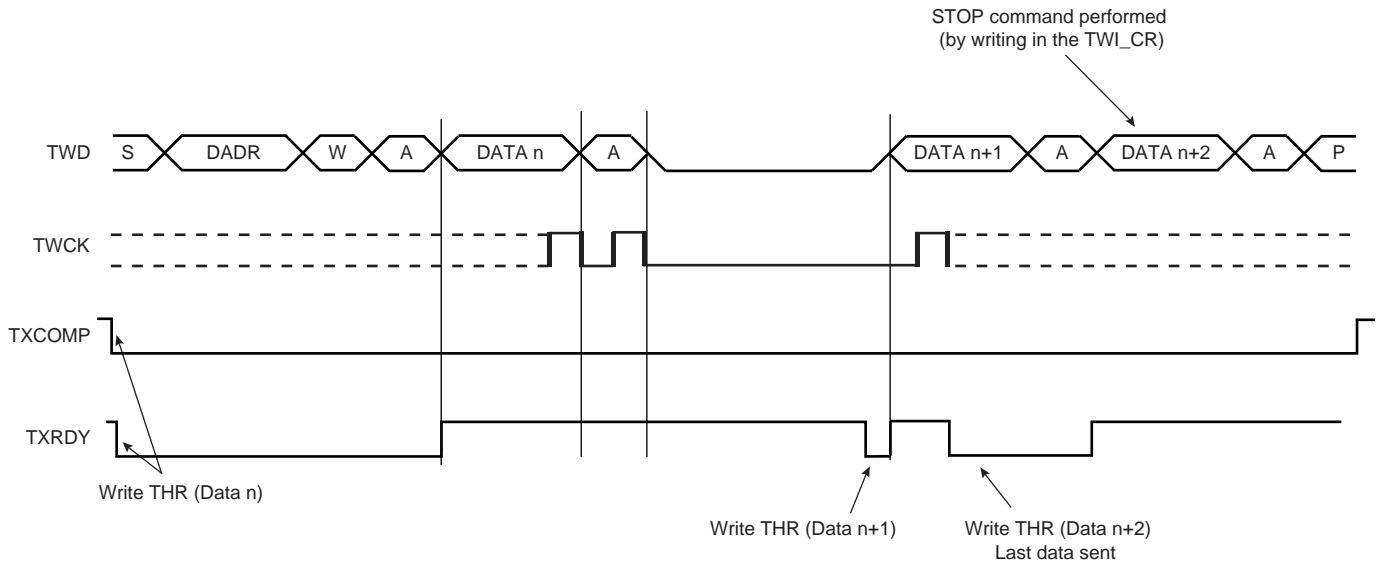 STOP command performed
(by writing in the TWI_CR)
TWD S DADR W A DATA n A DATA n+1 A DATA n+2 A P
TWCK
TXCOMP
TXRDY
Write THR (Data n)
Write THR (Data n+1) Write THR (Data n+2)
Last data sent